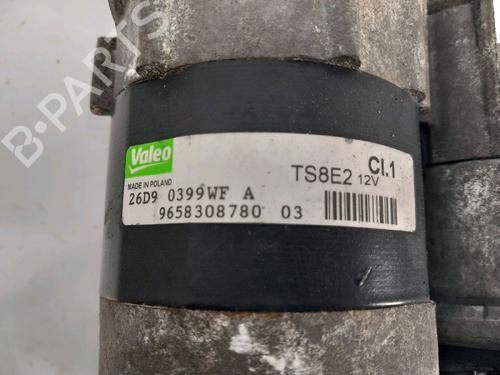 Valeo
MADE IN POLAND
TS8E2 12V Cl.1
26D9 0399WF A
9658308780 03
B-PARTS